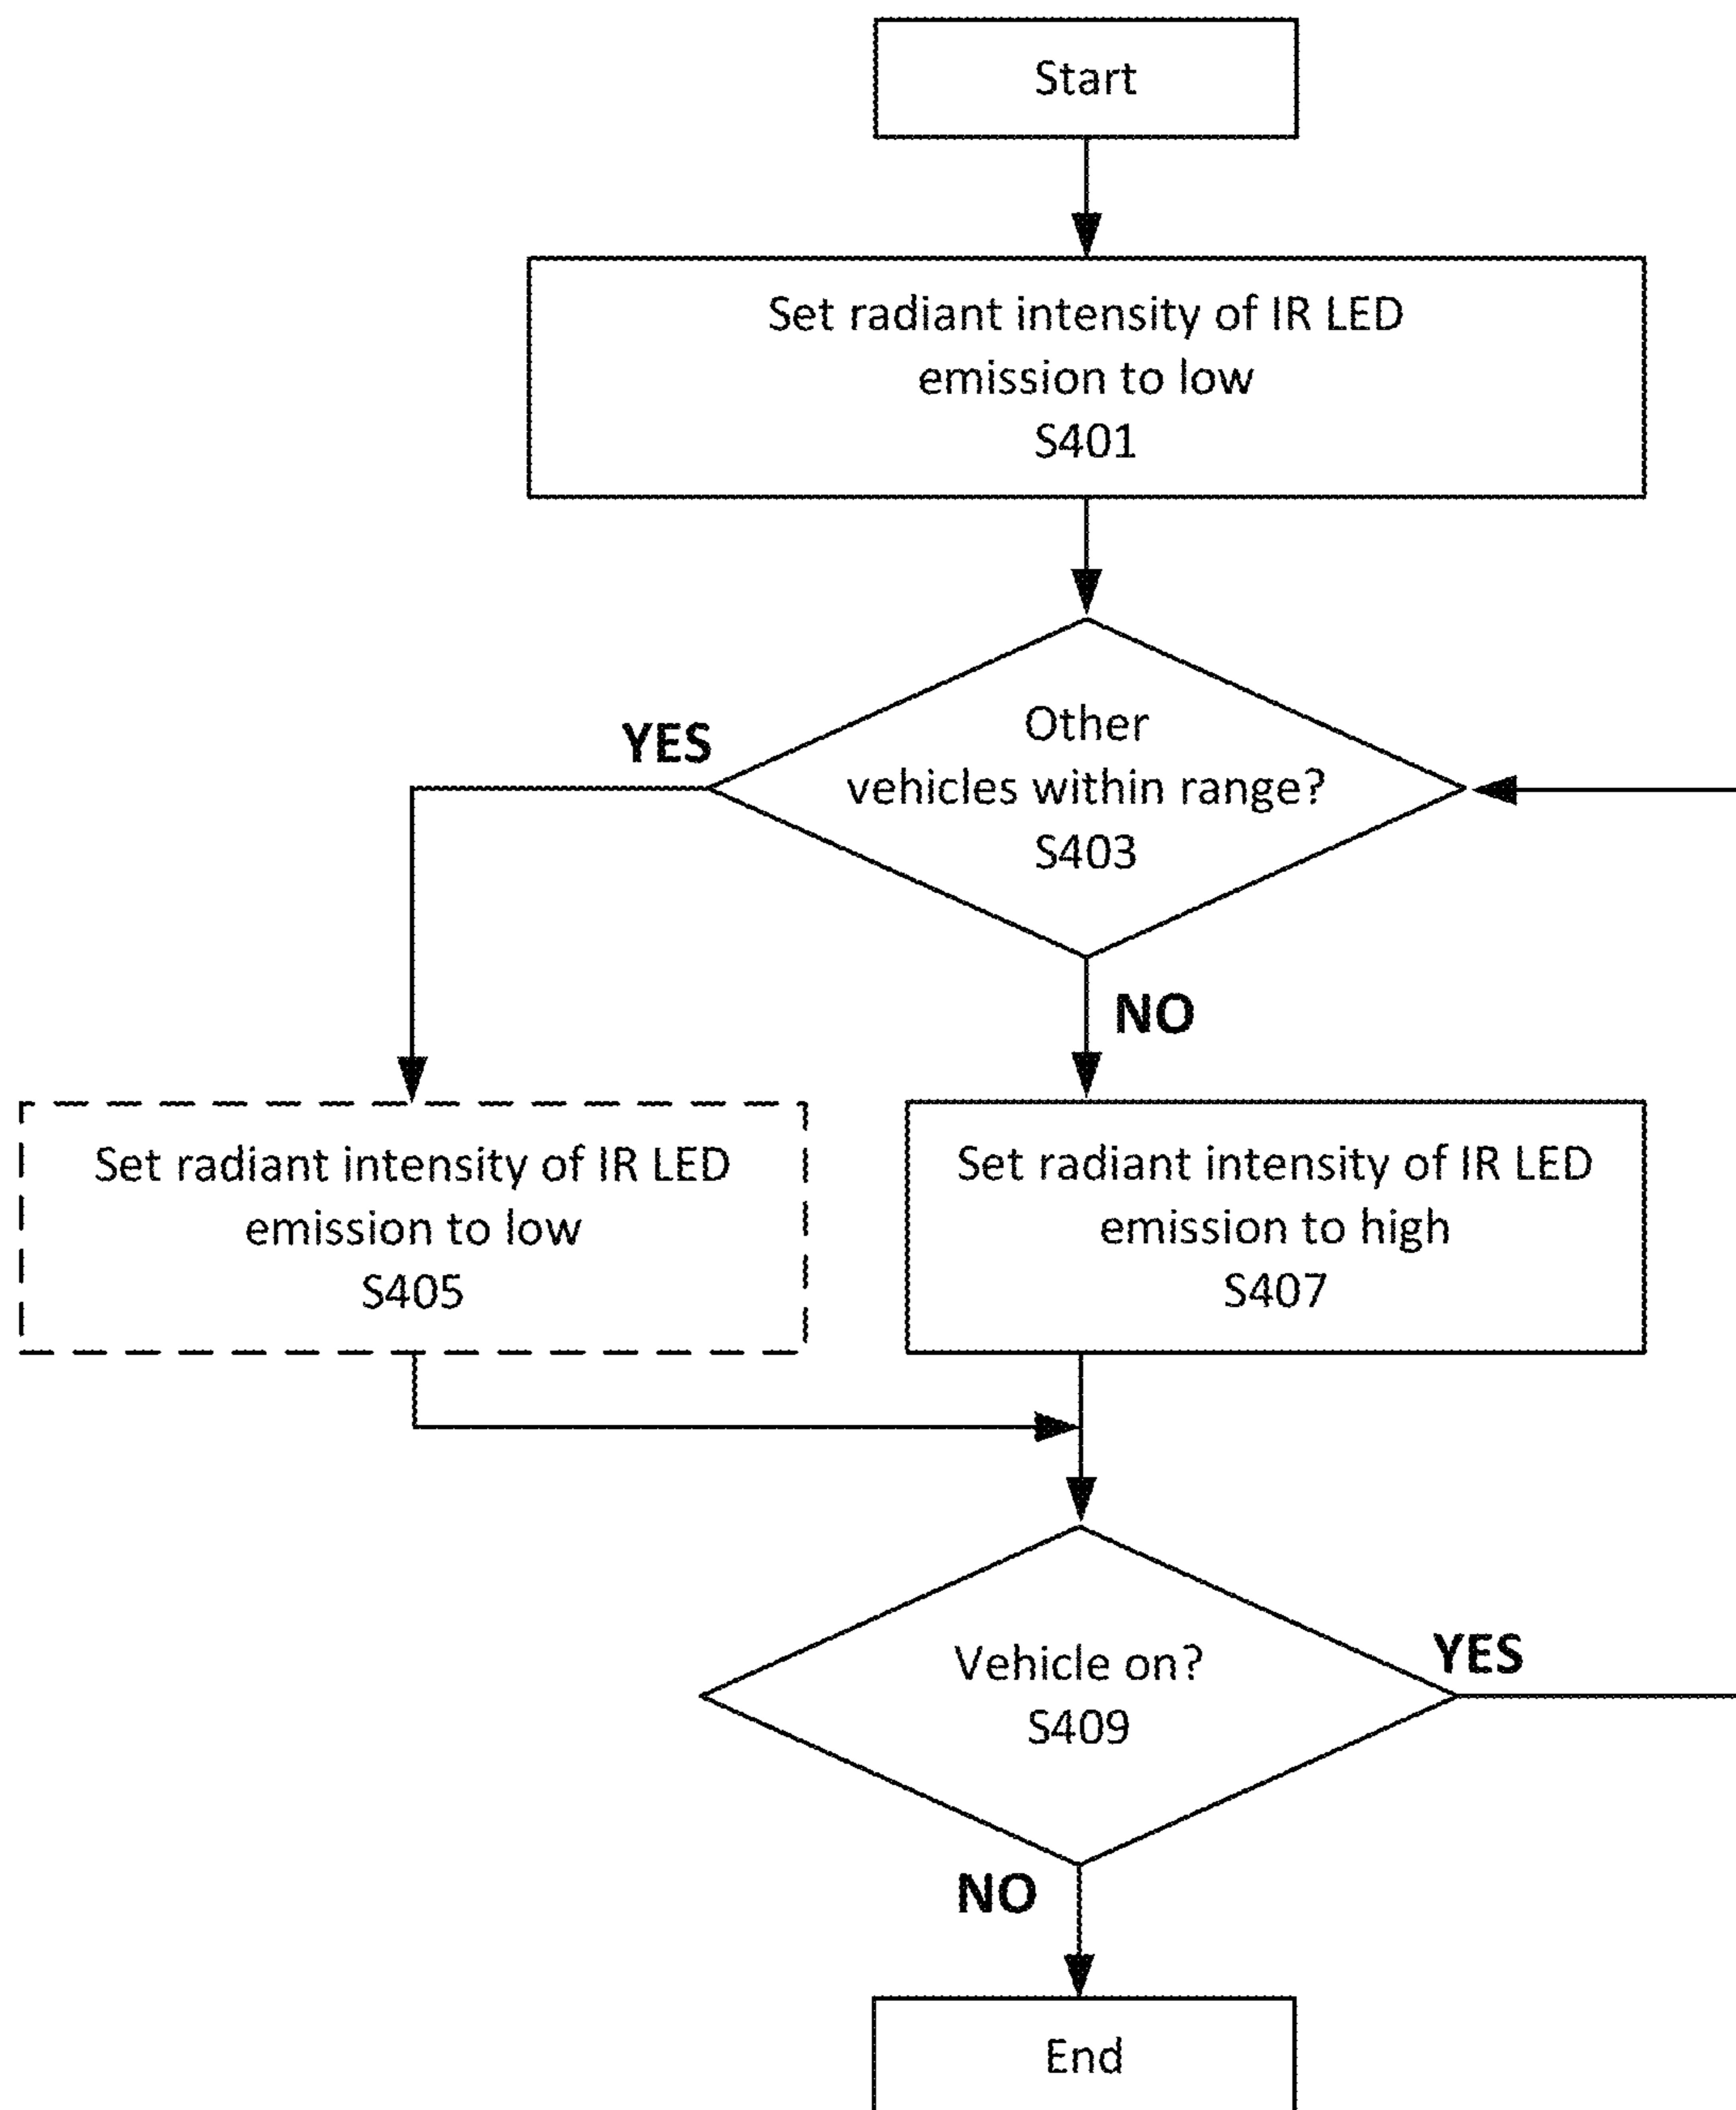 Start
Set radiant intensity of IR LED
emission to low
S401
Other
vehicles within range?
S403
YES
NO
Set radiant intensity of IR LED
emission to low
S405
Set radiant intensity of IR LED
emission to high
S407
Vehicle on?
S409
YES
NO
End